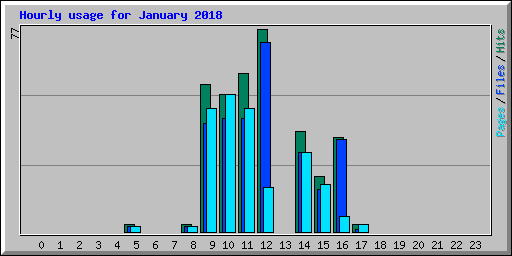 Hourly usage for January 2018
77
Pages/Files/Hits
0 1 2 3 4 5 6 7 8 9 10 11 12 13 14 15 16 17 18 19 20 21 22 23